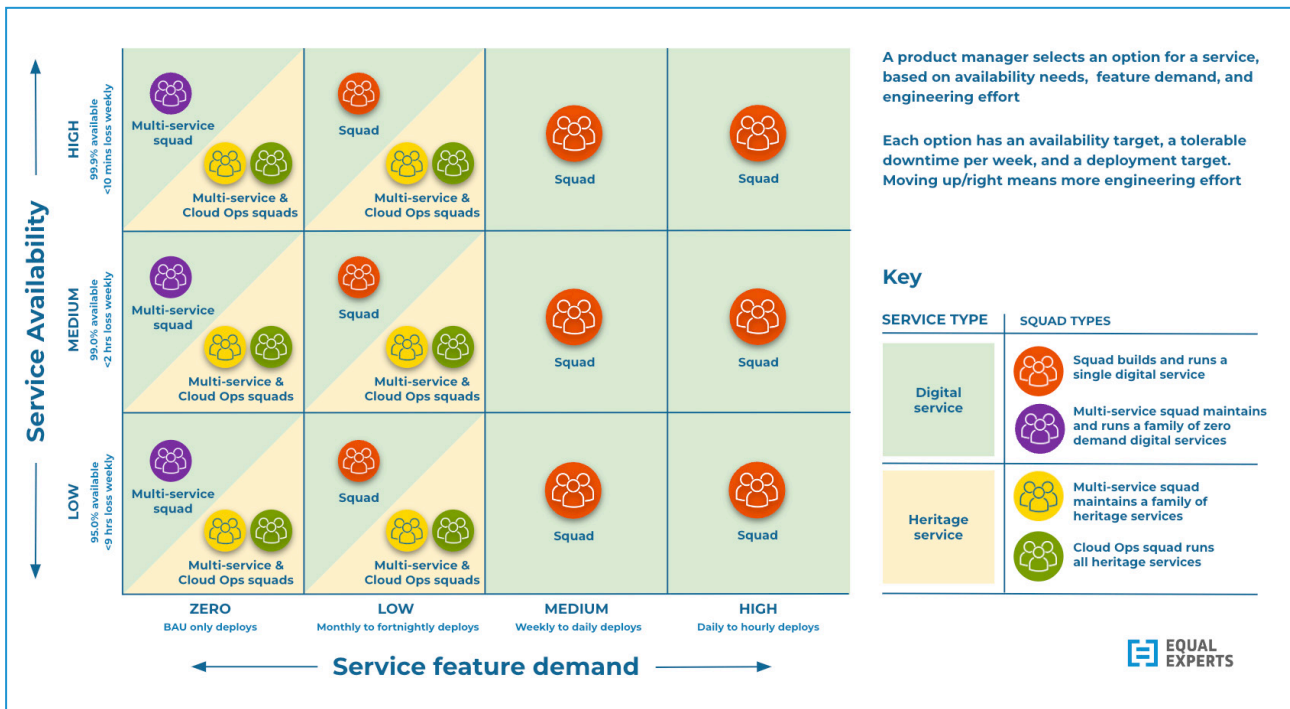 Service Availability
HIGH
99.9% available
<10 mins loss weekly
Multi-service
squad
Multi-service &
Cloud Ops squads
Squad
Multi-service &
Cloud Ops squads
Squad
Squad
MEDIUM
99.0% available
<2 hrs loss weekly
Multi-service
squad
Multi-service &
Cloud Ops squads
Squad
Multi-service &
Cloud Ops squads
Squad
Squad
LOW
95.0% available
<9 hrs loss weekly
Multi-service
squad
Multi-service &
Cloud Ops squads
Squad
Multi-service &
Cloud Ops squads
Squad
Squad
ZERO
BAU only deploys
LOW
Monthly to fortnightly deploys
MEDIUM
Weekly to daily deploys
HIGH
Daily to hourly deploys
Service feature demand
A product manager selects an option for a service,
based on availability needs, feature demand, and
engineering effort
Each option has an availability target, a tolerable
downtime per week, and a deployment target.
Moving up/right means more engineering effort
Key
SERVICE TYPE
SQUAD TYPES
Digital
service
Squad builds and runs a
single digital service
Multi-service squad maintains
and runs a family of zero
demand digital services
Heritage
service
Multi-service squad
maintains a family of
heritage services
Cloud Ops squad runs
all heritage services
EQUAL
EXPERTS